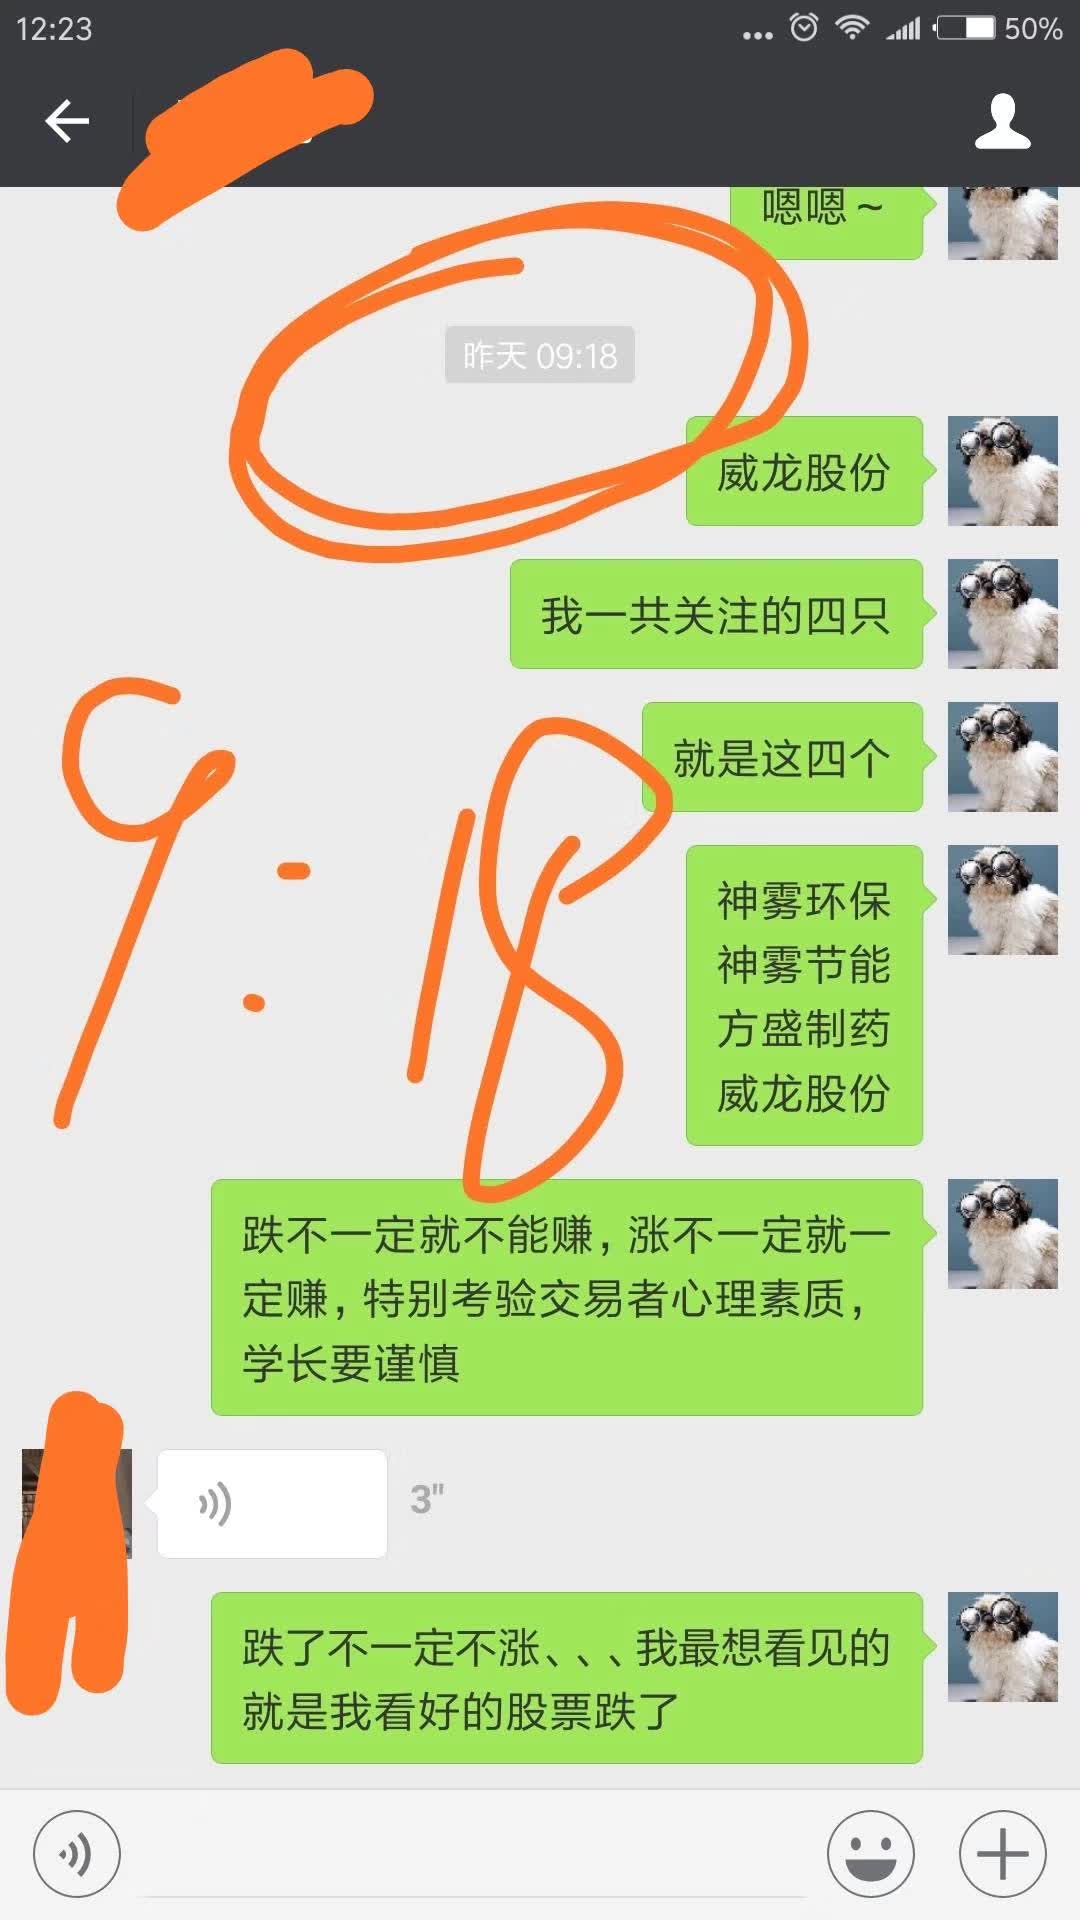 12:23
50%
嗯嗯～
昨天 09:18
威龙股份
我一共关注的四只
9:18
就是这四个
神雾环保
神雾节能
方盛制药
威龙股份
跌不一定就不能赚，涨不一定就一
定赚，特别考验交易者心理素质，
学长要谨慎
3"
跌了不一定不涨、、、我最想看见的
就是我看好的股票跌了